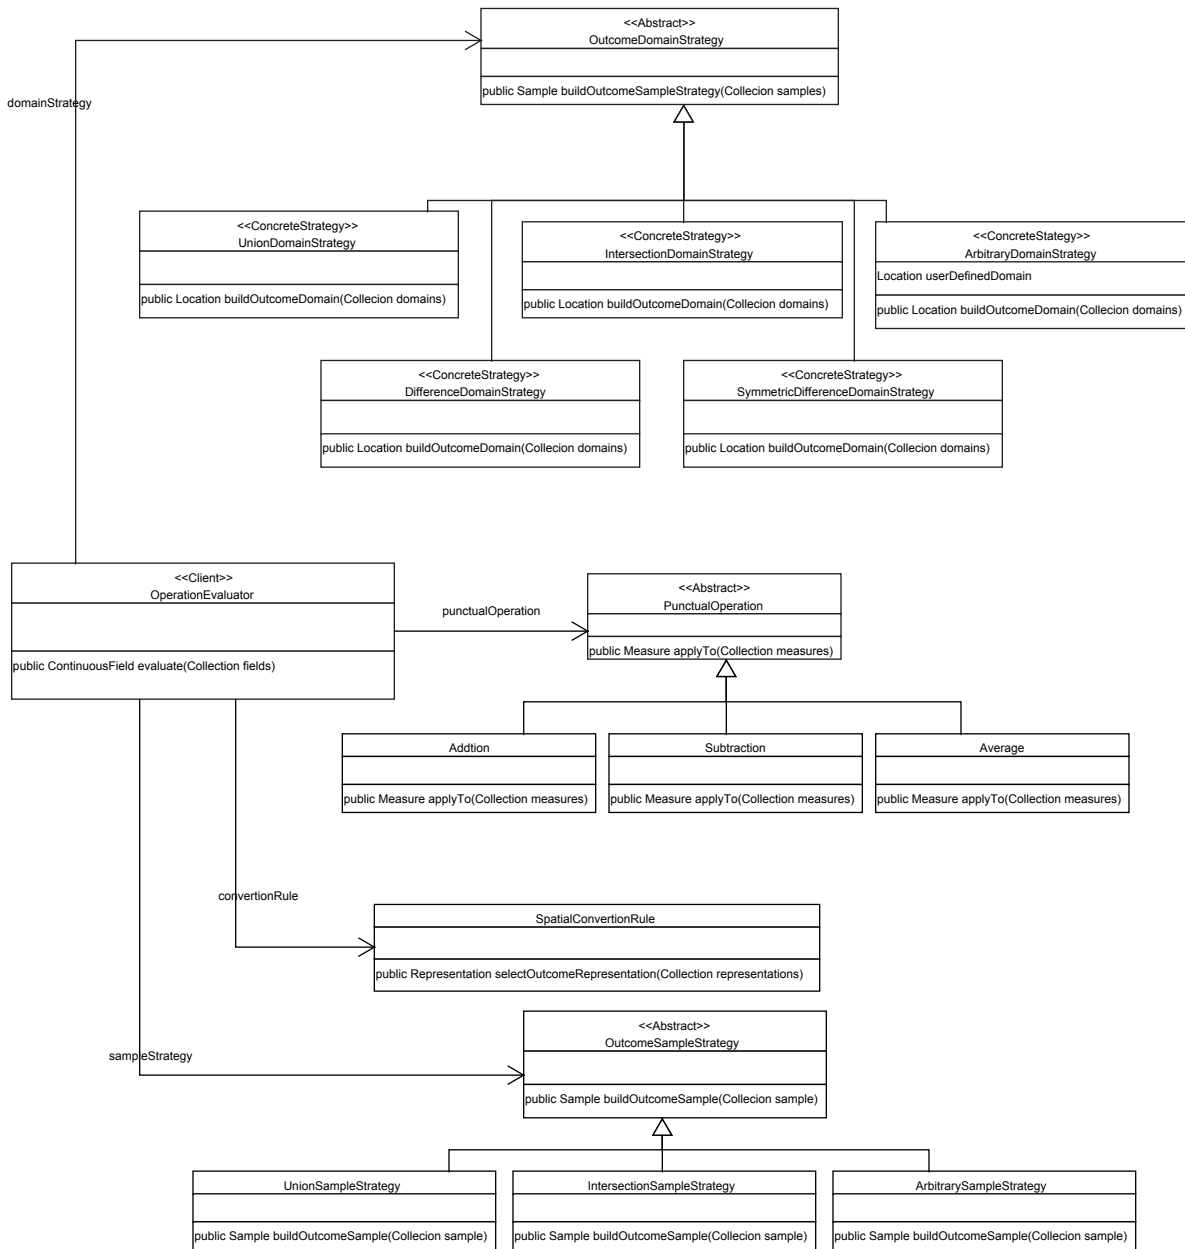 <<Abstract>>
OutcomeDomainStrategy
public Sample buildOutcomeSampleStrategy(Collecion samples)
domainStrategy
<<ConcreteStrategy>>
UnionDomainStrategy
public Location buildOutcomeDomain(Collecion domains)
<<ConcreteStrategy>>
IntersectionDomainStrategy
public Location buildOutcomeDomain(Collecion domains)
<<ConcreteStategy>>
ArbitraryDomainStrategy
Location userDefinedDomain
public Location buildOutcomeDomain(Collecion domains)
<<ConcreteStrategy>>
DifferenceDomainStrategy
public Location buildOutcomeDomain(Collecion domains)
<<ConcreteStrategy>>
SymmetricDifferenceDomainStrategy
public Location buildOutcomeDomain(Collecion domains)
<<Client>>
OperationEvaluator
public ContinuousField evaluate(Collection fields)
punctualOperation
<<Abstract>>
PunctualOperation
public Measure applyTo(Collection measures)
Addtion
public Measure applyTo(Collection measures)
Subtraction
public Measure applyTo(Collection measures)
Average
public Measure applyTo(Collection measures)
convertionRule
SpatialConvertionRule
public Representation selectOutcomeRepresentation(Collection representations)
sampleStrategy
<<Abstract>>
OutcomeSampleStrategy
public Sample buildOutcomeSample(Collecion sample)
UnionSampleStrategy
public Sample buildOutcomeSample(Collecion sample)
IntersectionSampleStrategy
public Sample buildOutcomeSample(Collecion sample)
ArbitrarySampleStrategy
public Sample buildOutcomeSample(Collecion sample)